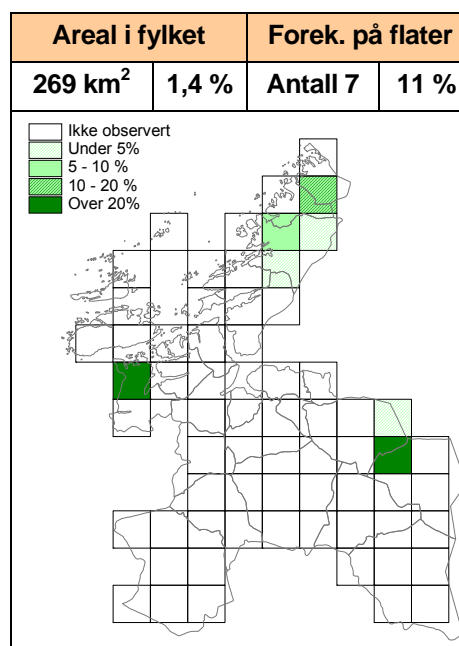 Areal i fylket Forek. på flater
269 km² 1,4 % Antall 7 11 %
Ikke observert
Under 5%
5 - 10 %
10 - 20 %
Over 20%